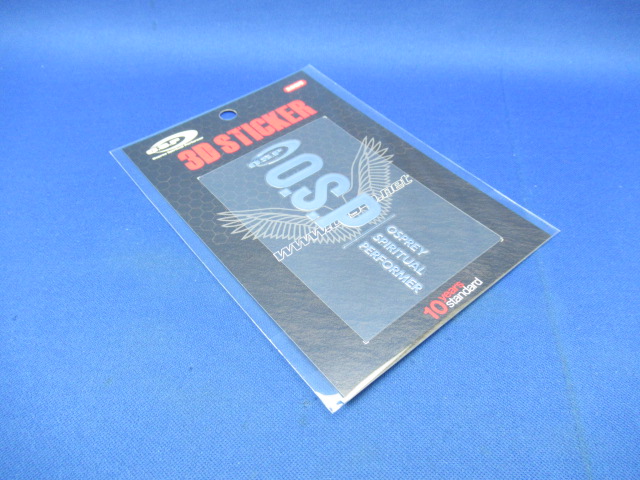 O.S.P
3D STICKER
O.S.P
OSPREY
SPIRITUAL
PERFORMER
10 years
standard